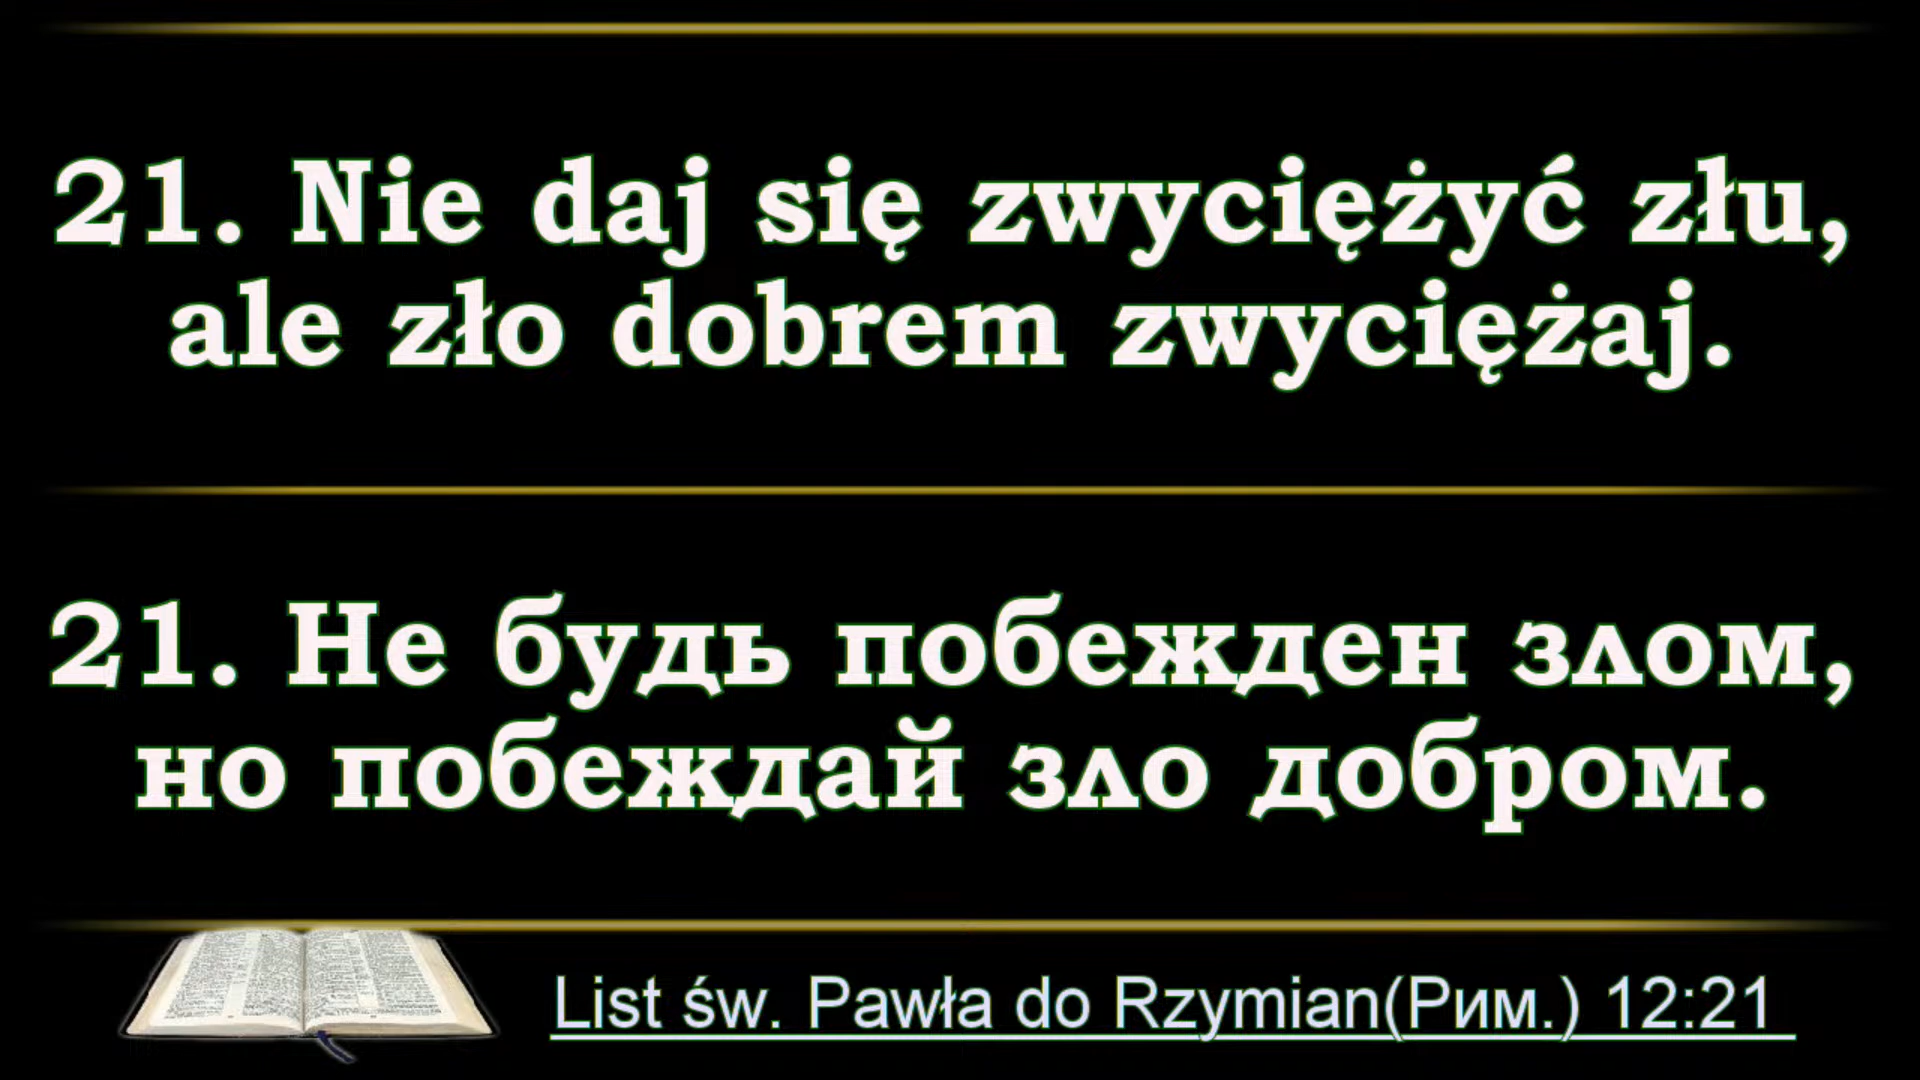 21. Nie daj się zwyciężyć złu,
ale zło dobrem zwyciężaj.
21. Не будь побежден злом,
но побеждай зло добром.
List św. Pawła do Rzymian(Рим.) 12:21